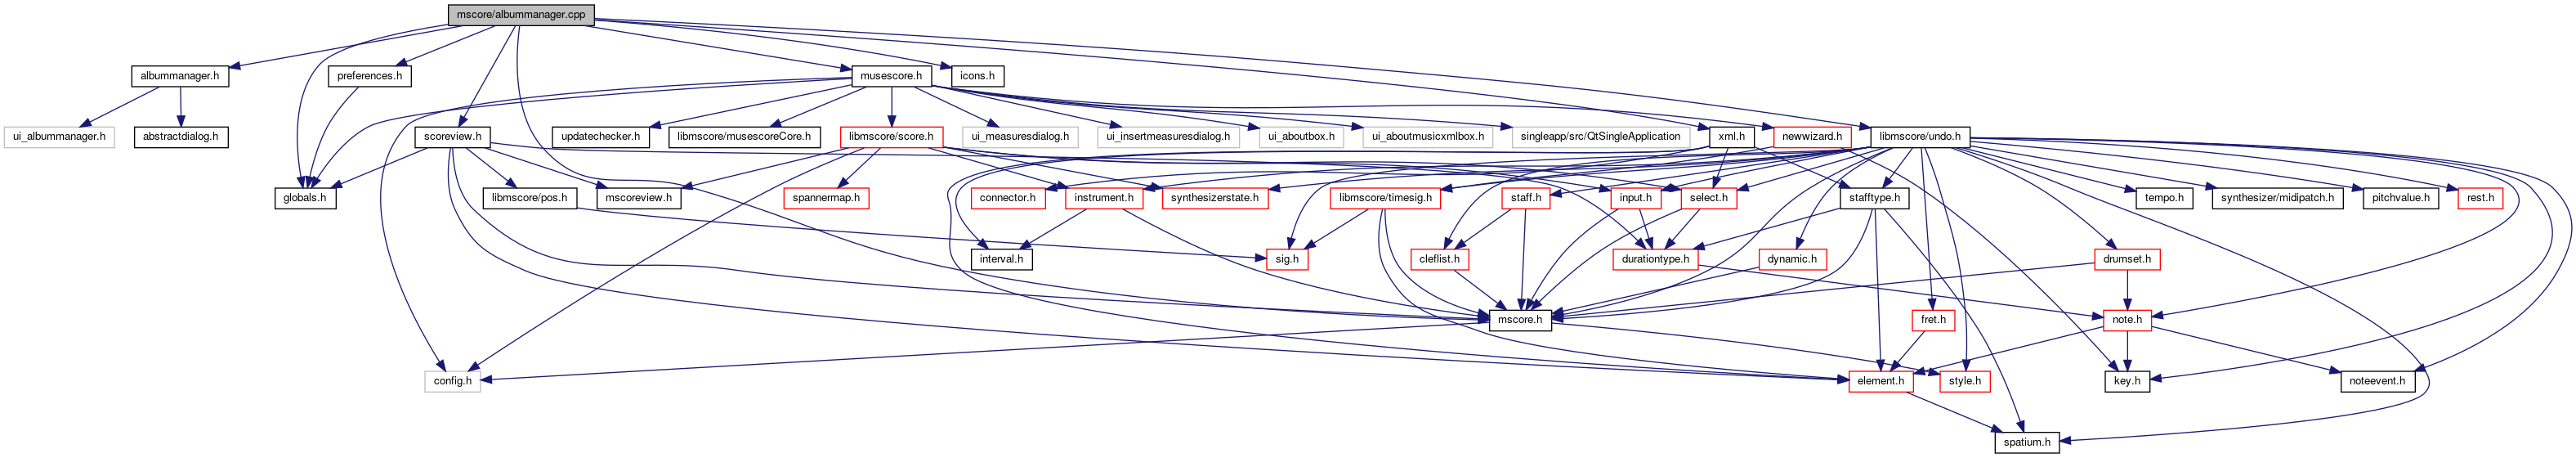 mscore/albummanager.cpp
albummanager.h
preferences.h
musescore.h
icons.h
ui_albummanager.h
abstractdialog.h
scoreview.h
updatechecker.h
libmscore/musescoreCore.h
libmscore/score.h
ui_measuresdialog.h
ui_insertmeasuresdialog.h
ui_aboutbox.h
ui_aboutmusicxmlbox.h
singleapp/src/QtSingleApplication
xml.h
newwizard.h
libmscore/undo.h
globals.h
libmscore/pos.h
mscoreview.h
spannermap.h
connector.h
instrument.h
synthesizerstate.h
libmscore/timesig.h
staff.h
input.h
select.h
stafftype.h
tempo.h
synthesizer/midipatch.h
pitchvalue.h
rest.h
interval.h
sig.h
cleflist.h
durationtype.h
dynamic.h
drumset.h
mscore.h
fret.h
note.h
config.h
element.h
style.h
key.h
noteevent.h
spatium.h